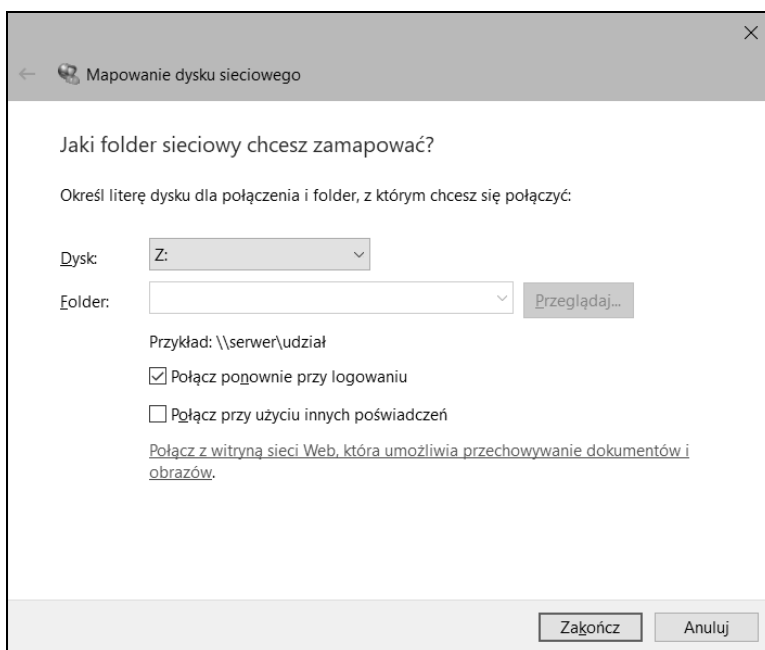 Mapowanie dysku sieciowego
Jaki folder sieciowy chcesz zamapować?
Określ literę dysku dla połączenia i folder, z którym chcesz się połączyć:
Dysk: Z:
Folder: Przeglądaj...
Przykład: \\serwer\udział
Połącz ponownie przy logowaniu
Połącz przy użyciu innych poświadczeń
Połącz z witryną sieci Web, która umożliwia przechowywanie dokumentów i
obrazów.
Zakończ Anuluj